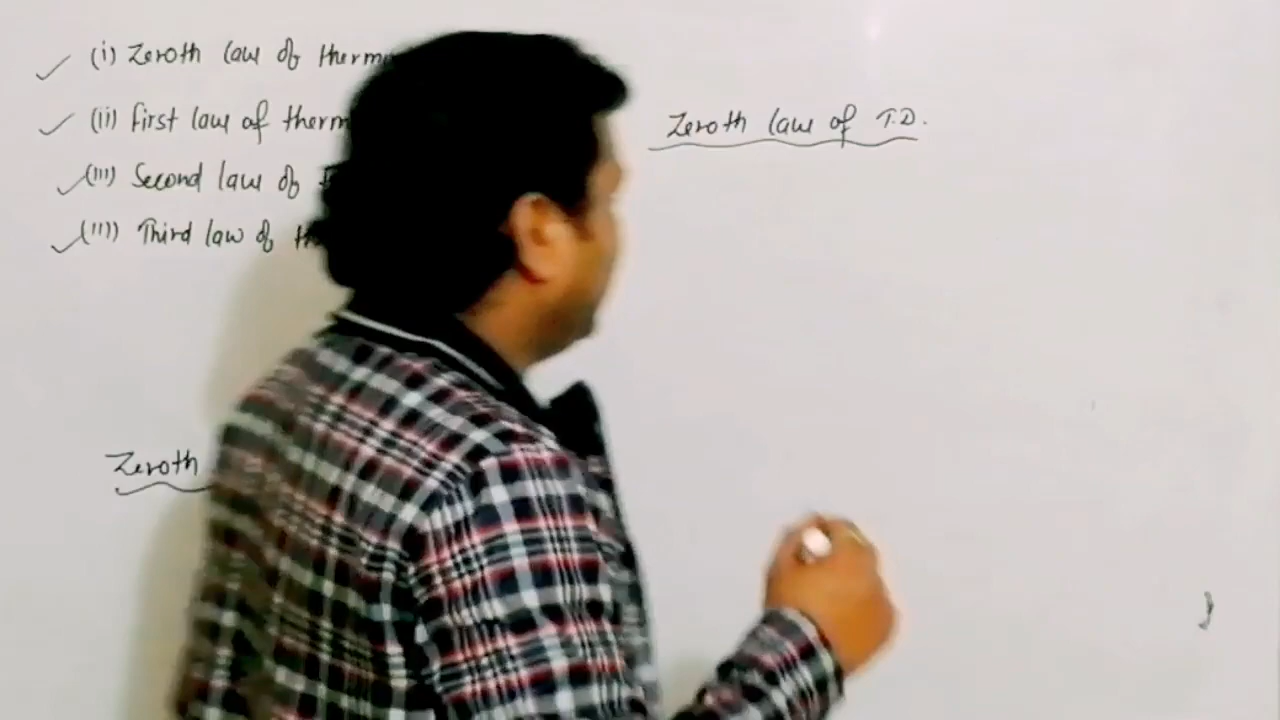 (i) Zeroth law of therm
(ii) First law of therm
(iii) Second law of
(iii) Third law of th
Zeroth law of T.D.
Zeroth